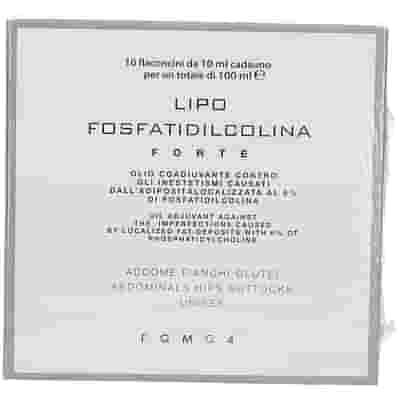 10 flaconcini da 10 ml cadauno
per un totale di 100 ml ℮
LIPO
FOSFATIDILCOLINA
FORTE
OLIO COADIUVANTE CONTRO
GLI INESTETISMI CAUSATI
DALL'ADIPOSITÀ LOCALIZZATA AL 6%
DI FOSFATIDILCOLINA
OIL ADJUVANT AGAINST
THE IMPERFECTIONS CAUSED
BY LOCALIZED FAT-DEPOSITS WITH 6% OF
PHOSPHATIDYLCHOLINE
ADDOME FIANCHI GLUTEI
ABDOMINALS HIPS BUTTOCKS
UNISEX